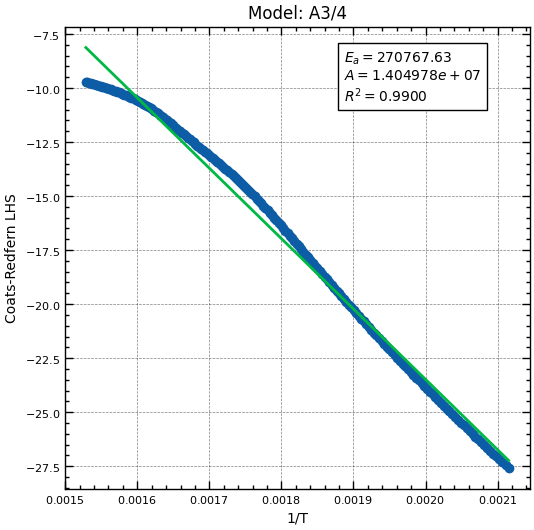 Model: A3/4
−7.5
−10.0
−12.5
−15.0
−17.5
−20.0
−22.5
−25.0
−27.5
Coats-Redfern LHS
E_a = 270767.63
A = 1.404978e + 07
R² = 0.9900
0.0015 0.0016 0.0017 0.0018 0.0019 0.0020 0.0021
1/T